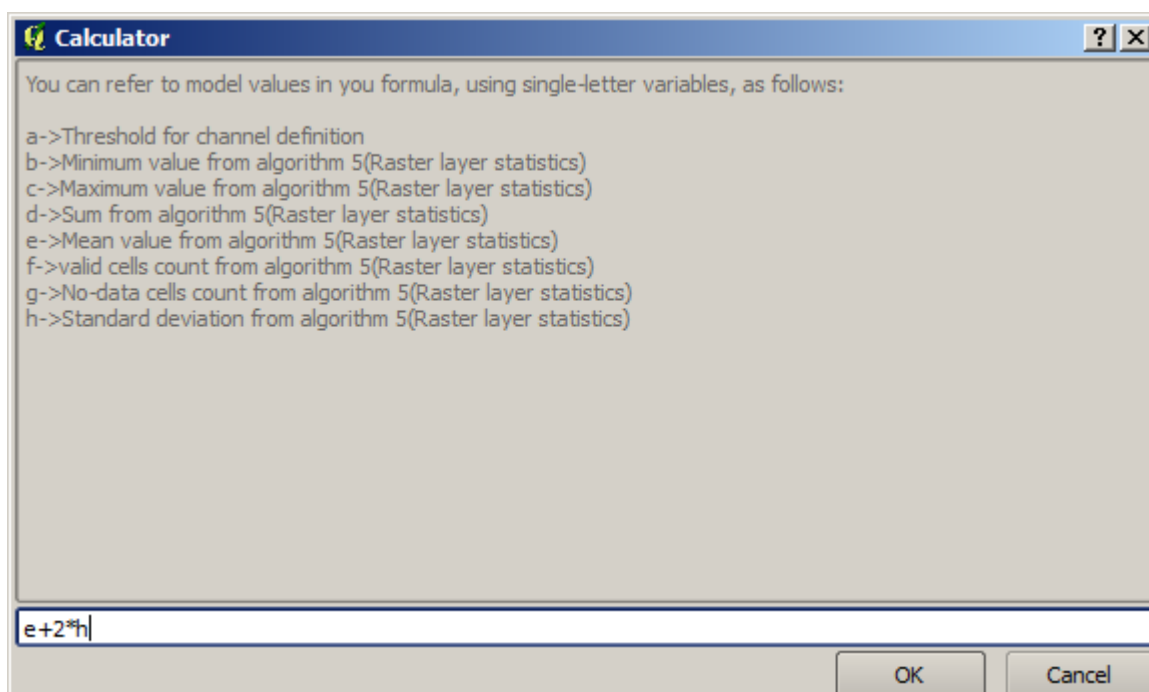 Calculator
You can refer to model values in you formula, using single-letter variables, as follows:
a->Threshold for channel definition
b->Minimum value from algorithm 5(Raster layer statistics)
c->Maximum value from algorithm 5(Raster layer statistics)
d->Sum from algorithm 5(Raster layer statistics)
e->Mean value from algorithm 5(Raster layer statistics)
f->valid cells count from algorithm 5(Raster layer statistics)
g->No-data cells count from algorithm 5(Raster layer statistics)
h->Standard deviation from algorithm 5(Raster layer statistics)
e+2*h
OK Cancel